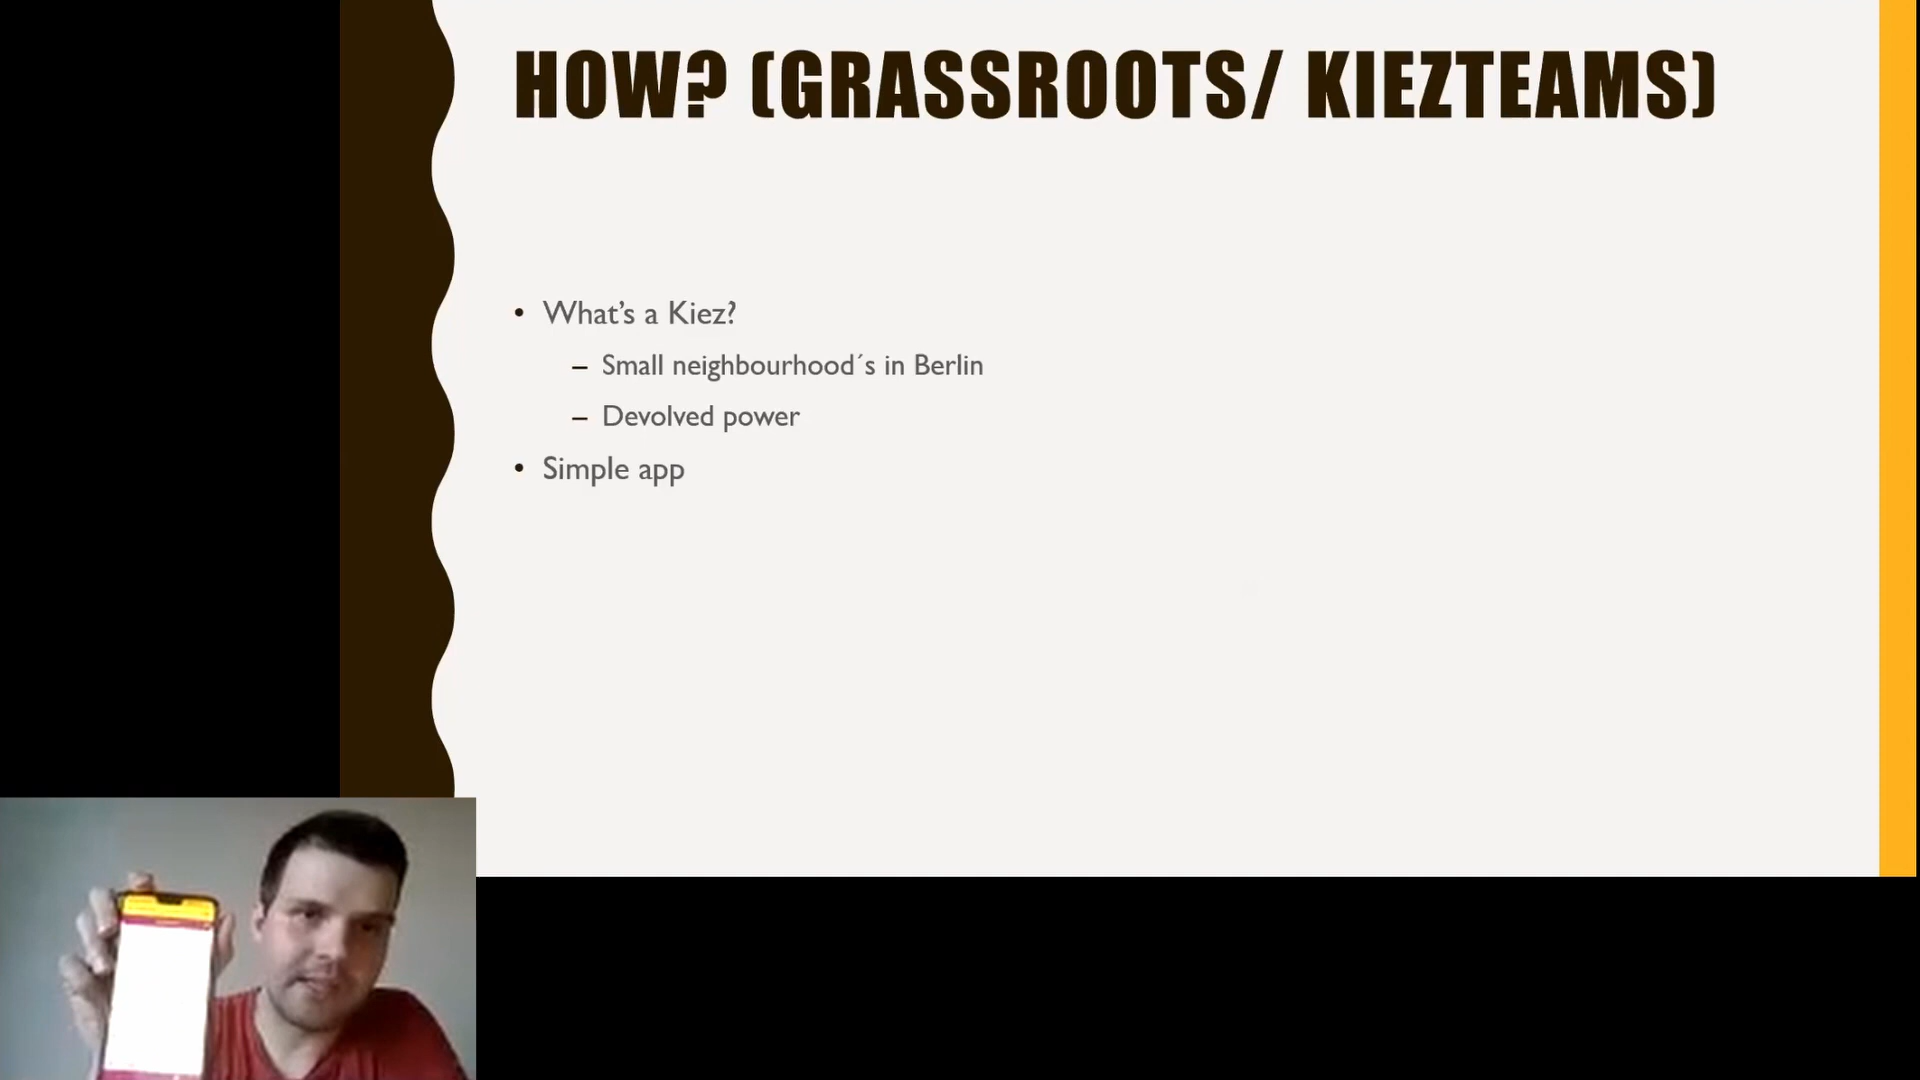 HOW? (GRASSROOTS/ KIEZTEAMS)
• What’s a Kiez?
– Small neighbourhood´s in Berlin
– Devolved power
• Simple app